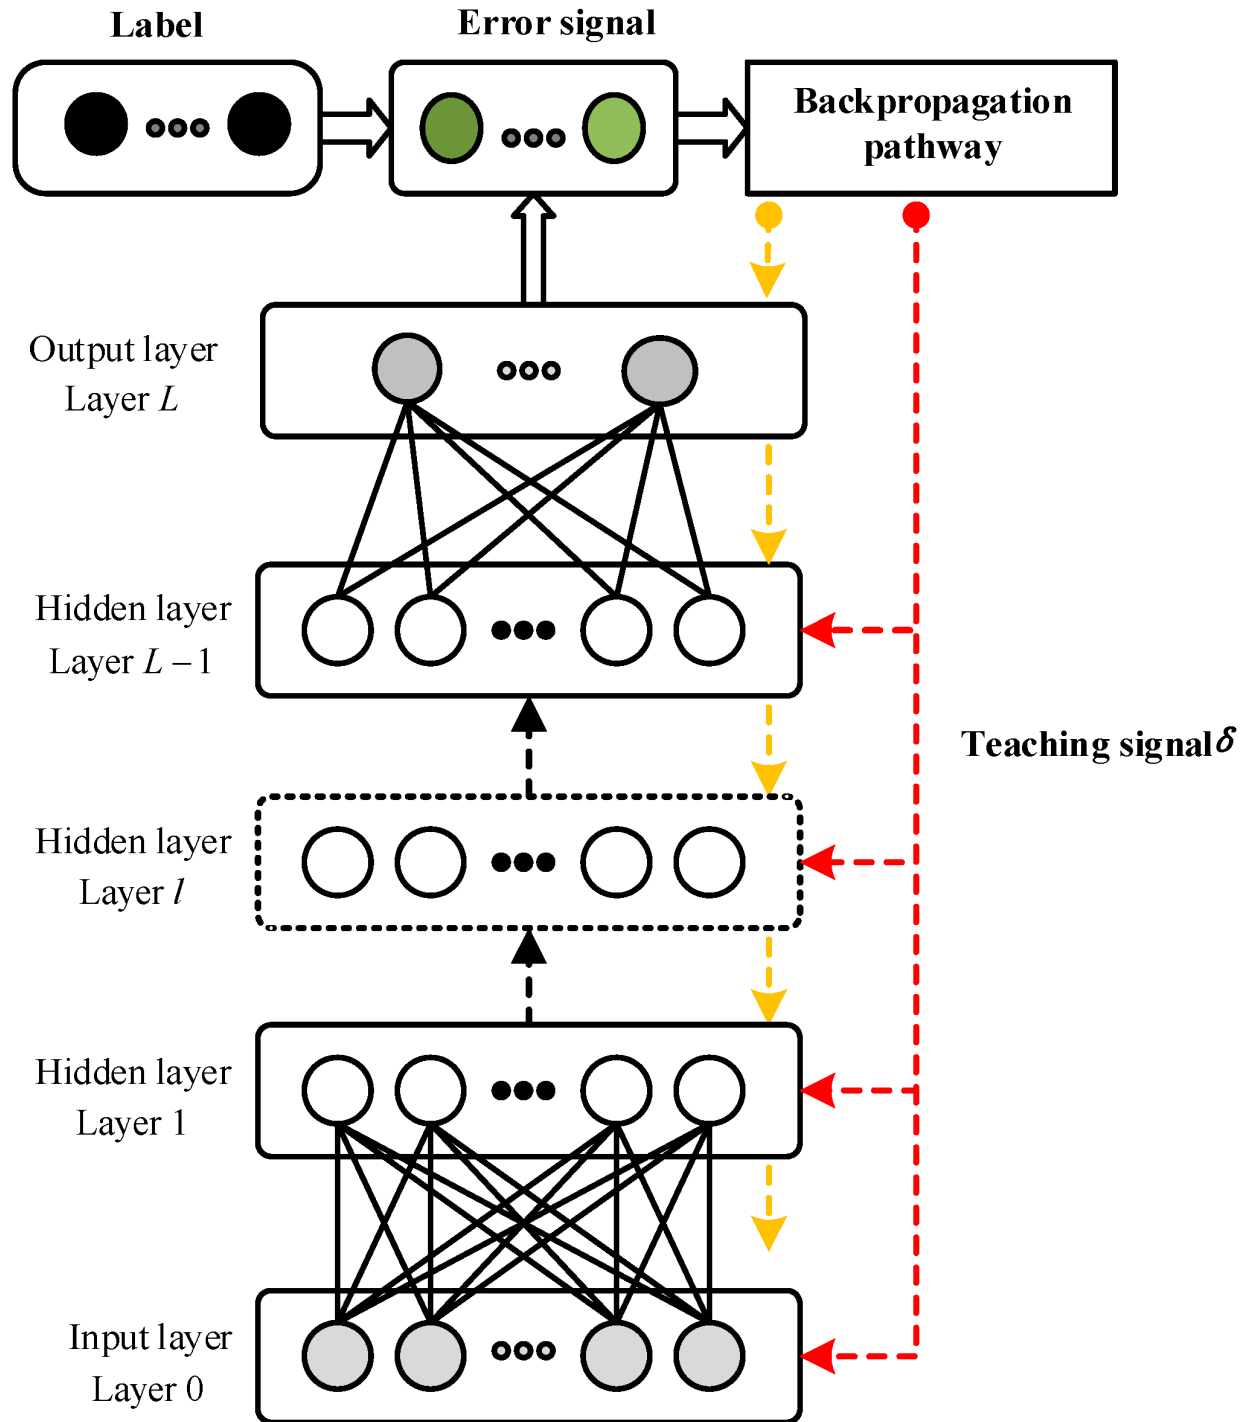 Label
Error signal
Backpropagation
pathway
Output layer
Layer L
Hidden layer
Layer L−1
Teaching signal δ
Hidden layer
Layer l
Hidden layer
Layer 1
Input layer
Layer 0